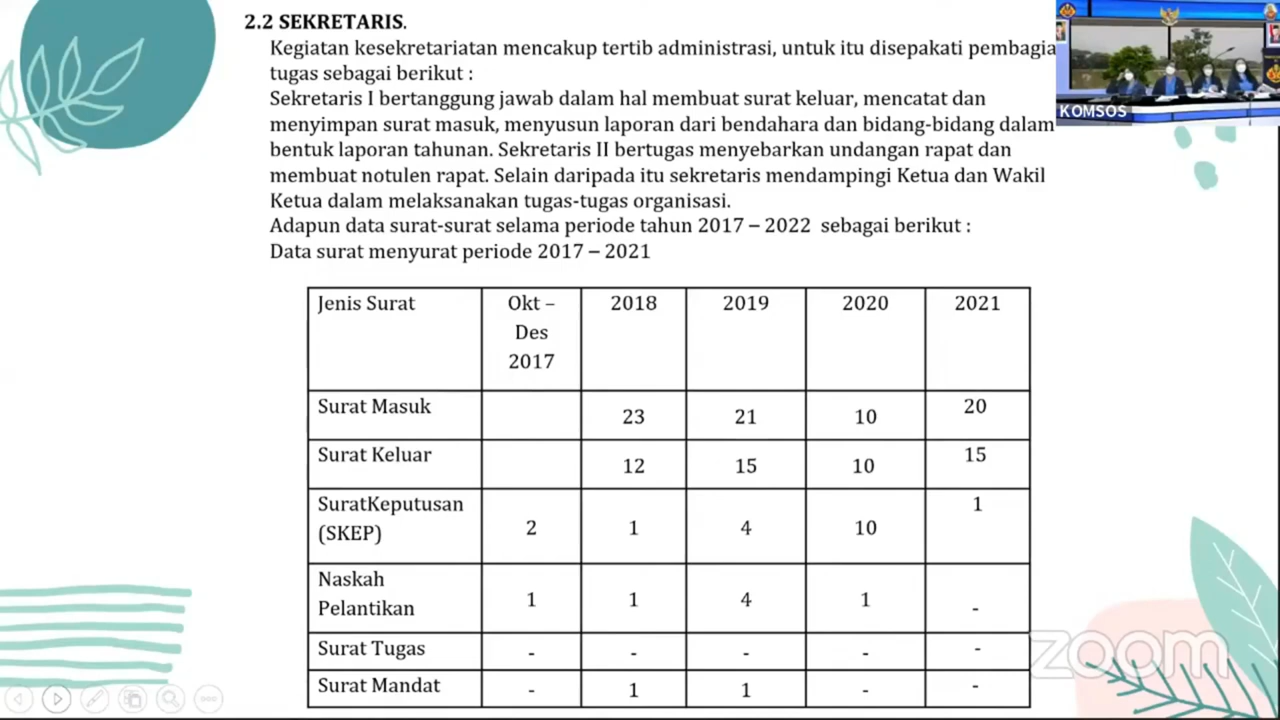 2.2 SEKRETARIS.
Kegiatan kesekretariatan mencakup tertib administrasi, untuk itu disepakati pembagia
tugas sebagai berikut :
Sekretaris I bertanggung jawab dalam hal membuat surat keluar, mencatat dan
menyimpan surat masuk, menyusun laporan dari bendahara dan bidang-bidang dalam
bentuk laporan tahunan. Sekretaris II bertugas menyebarkan undangan rapat dan
membuat notulen rapat. Selain daripada itu sekretaris mendampingi Ketua dan Wakil
Ketua dalam melaksanakan tugas-tugas organisasi.
Adapun data surat-surat selama periode tahun 2017 – 2022 sebagai berikut :
Data surat menyurat periode 2017 – 2021
KOMSOS
Jenis Surat Okt – Des 2017 2018 2019 2020 2021
Surat Masuk 23 21 10 20
Surat Keluar 12 15 10 15
SuratKeputusan (SKEP) 2 1 4 10 1
Naskah Pelantikan 1 1 4 1 -
Surat Tugas - - - - -
Surat Mandat - 1 1 - -
zoom